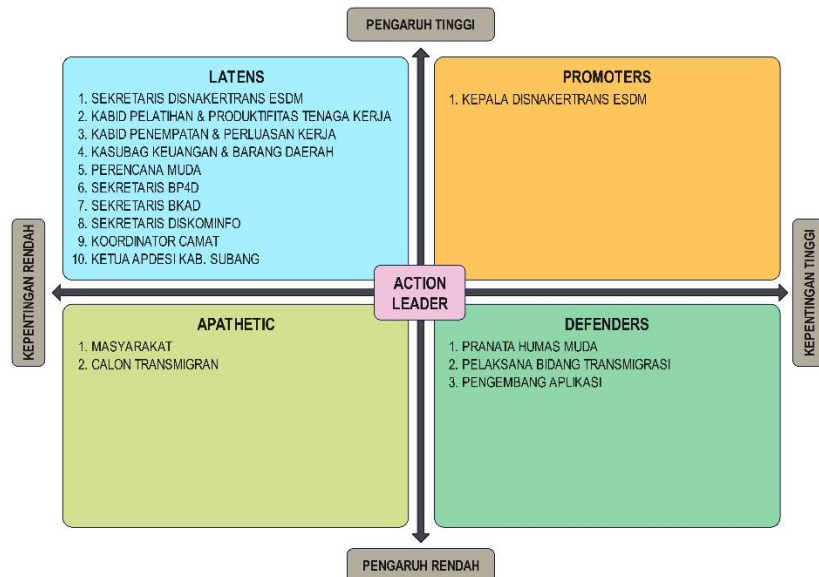 PENGARUH TINGGI
LATENS
1. SEKRETARIS DISNAKERTRANS ESDM
2. KABID PELATIHAN & PRODUKTIFITAS TENAGA KERJA
3. KABID PENEMPATAN & PERLUASAN KERJA
4. KASUBAG KEUANGAN & BARANG DAERAH
5. PERENCANA MUDA
6. SEKRETARIS BP4D
7. SEKRETARIS BKAD
8. SEKRETARIS DISKOMINFO
9. KOORDINATOR CAMAT
10. KETUA APDESI KAB. SUBANG
PROMOTERS
1. KEPALA DISNAKERTRANS ESDM
KEPENTINGAN RENDAH
ACTION
LEADER
KEPENTINGAN TINGGI
APATHETIC
1. MASYARAKAT
2. CALON TRANSMIGRAN
DEFENDERS
1. PRANATA HUMAS MUDA
2. PELAKSANA BIDANG TRANSMIGRASI
3. PENGEMBANG APLIKASI
PENGARUH RENDAH